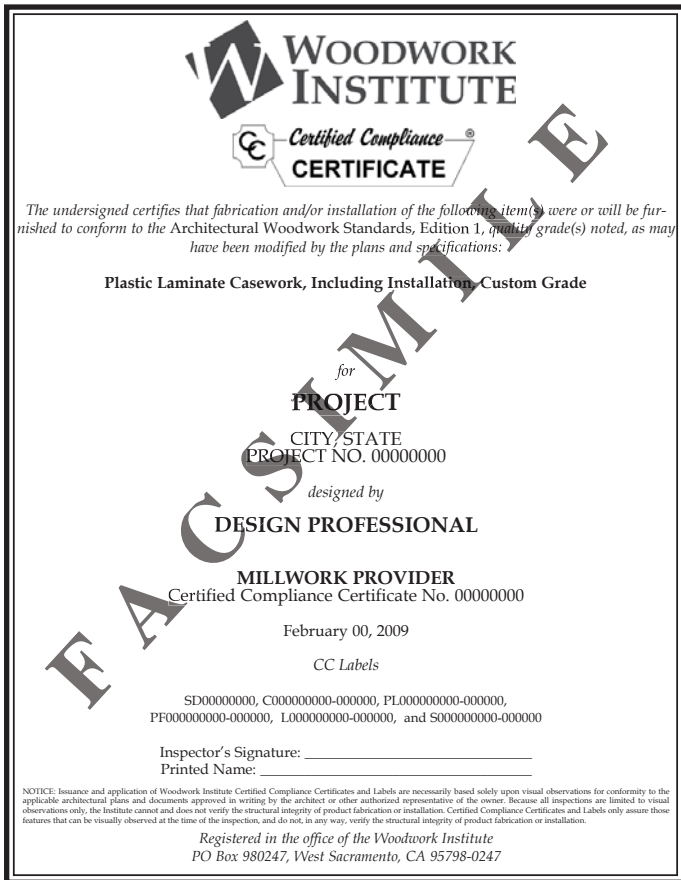 WOODWORK
INSTITUTE
CC Certified Compliance ®
CERTIFICATE
The undersigned certifies that fabrication and/or installation of the following item(s) were or will be fur-
nished to conform to the Architectural Woodwork Standards, Edition 1, quality grade(s) noted, as may
have been modified by the plans and specifications:
Plastic Laminate Casework, Including Installation, Custom Grade
for
PROJECT
CITY, STATE
PROJECT NO. 00000000
designed by
DESIGN PROFESSIONAL
MILLWORK PROVIDER
Certified Compliance Certificate No. 00000000
February 00, 2009
CC Labels
SD00000000, C000000000-000000, PL000000000-000000,
PF000000000-000000, L000000000-000000, and S000000000-000000
Inspector's Signature:
Printed Name:
NOTICE: Issuance and application of Woodwork Institute Certified Compliance Certificates and Labels are necessarily based solely upon visual observations for conformity to the
applicable architectural plans and documents approved in writing by the architect or other authorized representative of the owner. Because all inspections are limited to visual
observations only, the Institute cannot and does not verify the structural integrity of product fabrication or installation. Certified Compliance Certificates and Labels only assure those
features that can be visually observed at the time of the inspection, and do not, in any way, verify the structural integrity of product fabrication or installation.
Registered in the office of the Woodwork Institute
PO Box 980247, West Sacramento, CA 95798-0247
FACSIMILE